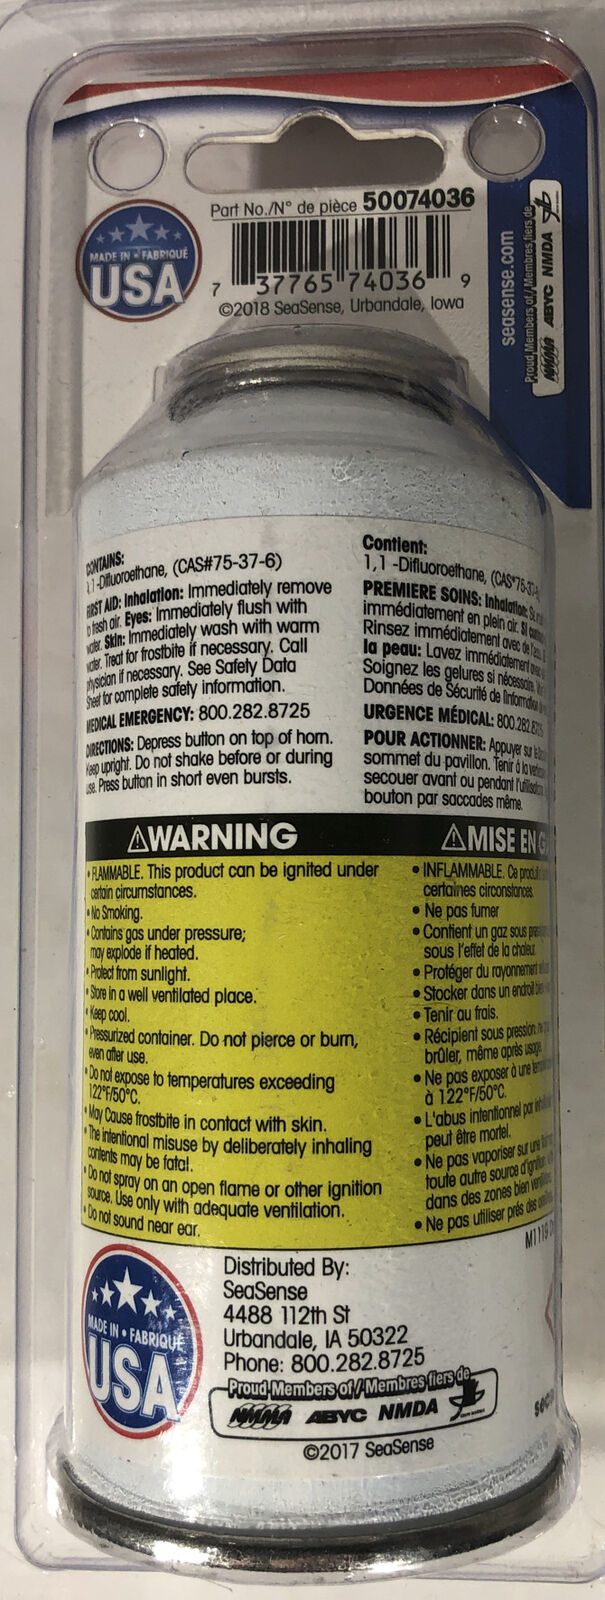 Part No./N° de pièce 50074036
7 37765 74036 9
©2018 SeaSense, Urbandale, Iowa
MADE IN • FABRIQUÉ
USA
seasense.com
Proud Members of / Membres fiers de
NMMA ABYC NMDA
CONTAINS:
1,1-Difluoroethane, (CAS#75-37-6)
FIRST AID: Inhalation: Immediately remove
to fresh air. Eyes: Immediately flush with
water. Skin: Immediately wash with warm
water. Treat for frostbite if necessary. Call
physician if necessary. See Safety Data
Sheet for complete safety information.
MEDICAL EMERGENCY: 800.282.8725
DIRECTIONS: Depress button on top of horn.
Keep upright. Do not shake before or during
use. Press button in short even bursts.
Contient:
1,1 -Difluoroethane, (CAS#75-37-
PREMIERE SOINS: Inhalation:
immédiatement en plein air. Si
Rinsez immédiatement avec de
la peau: Lavez immédiatement
Soignez les gelures si nécessaire.
Données de Sécurité de l'Information
URGENCE MÉDICAL: 800.282.8725
POUR ACTIONNER: Appuyer sur le
sommet du pavillon. Tenir à la
secouer avant ou pendant l'utilisation
bouton par saccades même.
⚠WARNING
• FLAMMABLE. This product can be ignited under
certain circumstances.
• No Smoking.
• Contains gas under pressure;
may explode if heated.
• Protect from sunlight.
• Store in a well ventilated place.
• Keep cool.
• Pressurized container. Do not pierce or burn,
even after use.
• Do not expose to temperatures exceeding
122°F/50°C.
• May Cause frostbite in contact with skin.
• The intentional misuse by deliberately inhaling
contents may be fatal.
• Do not spray on an open flame or other ignition
source. Use only with adequate ventilation.
• Do not sound near ear.
⚠MISE EN G
• INFLAMMABLE. Ce produit
certaines circonstances.
• Ne pas fumer
• Contient un gaz sous
sous l'effet de la chaleur.
• Protéger du rayonnement
• Stocker dans un endroit bien
• Tenir au frais.
• Récipient sous pression:
brûler, même après usage.
• Ne pas exposer à une
à 122°F/50°C.
• L'abus intentionnel par
peut être mortel.
• Ne pas vaporiser sur une
toute autre source d'ignition
dans des zones bien
• Ne pas utiliser près des
M1119
MADE IN • FABRIQUÉ
USA
Distributed By:
SeaSense
4488 112th St
Urbandale, IA 50322
Phone: 800.282.8725
Proud Members of / Membres fiers de
NMMA ABYC NMDA
©2017 SeaSense